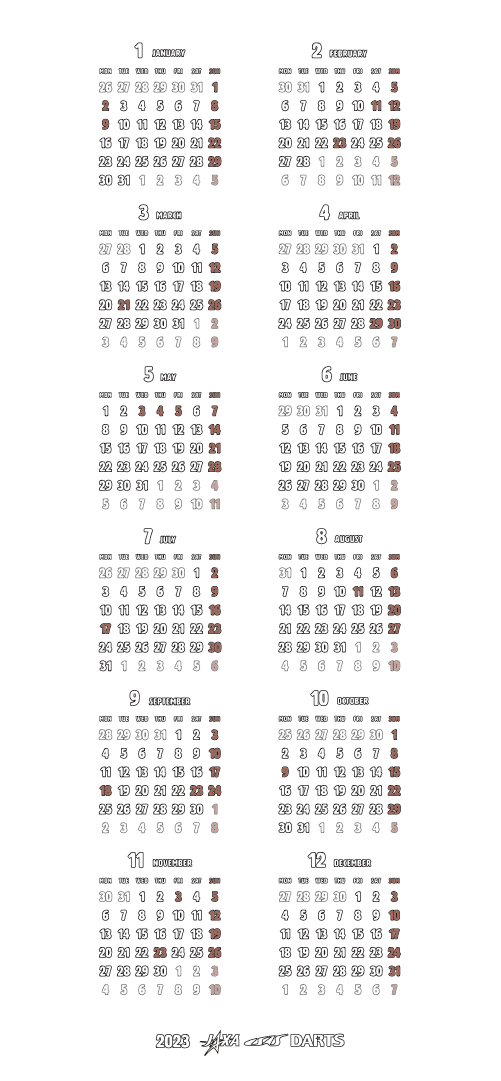 1 JANUARY
MON TUE WED THU FRI SAT SUN
26 27 28 29 30 31 1
2 3 4 5 6 7 8
9 10 11 12 13 14 15
16 17 18 19 20 21 22
23 24 25 26 27 28 29
30 31 1 2 3 4 5
2 FEBRUARY
MON TUE WED THU FRI SAT SUN
30 31 1 2 3 4 5
6 7 8 9 10 11 12
13 14 15 16 17 18 19
20 21 22 23 24 25 26
27 28 1 2 3 4 5
6 7 8 9 10 11 12
3 MARCH
MON TUE WED THU FRI SAT SUN
27 28 1 2 3 4 5
6 7 8 9 10 11 12
13 14 15 16 17 18 19
20 21 22 23 24 25 26
27 28 29 30 31 1 2
3 4 5 6 7 8 9
4 APRIL
MON TUE WED THU FRI SAT SUN
27 28 29 30 31 1 2
3 4 5 6 7 8 9
10 11 12 13 14 15 16
17 18 19 20 21 22 23
24 25 26 27 28 29 30
1 2 3 4 5 6 7
5 MAY
MON TUE WED THU FRI SAT SUN
1 2 3 4 5 6 7
8 9 10 11 12 13 14
15 16 17 18 19 20 21
22 23 24 25 26 27 28
29 30 31 1 2 3 4
5 6 7 8 9 10 11
6 JUNE
MON TUE WED THU FRI SAT SUN
29 30 31 1 2 3 4
5 6 7 8 9 10 11
12 13 14 15 16 17 18
19 20 21 22 23 24 25
26 27 28 29 30 1 2
3 4 5 6 7 8 9
7 JULY
MON TUE WED THU FRI SAT SUN
26 27 28 29 30 1 2
3 4 5 6 7 8 9
10 11 12 13 14 15 16
17 18 19 20 21 22 23
24 25 26 27 28 29 30
31 1 2 3 4 5 6
8 AUGUST
MON TUE WED THU FRI SAT SUN
31 1 2 3 4 5 6
7 8 9 10 11 12 13
14 15 16 17 18 19 20
21 22 23 24 25 26 27
28 29 30 31 1 2 3
4 5 6 7 8 9 10
9 SEPTEMBER
MON TUE WED THU FRI SAT SUN
28 29 30 31 1 2 3
4 5 6 7 8 9 10
11 12 13 14 15 16 17
18 19 20 21 22 23 24
25 26 27 28 29 30 1
2 3 4 5 6 7 8
10 OKTOBER
MON TUE WED THU FRI SAT SUN
25 26 27 28 29 30 1
2 3 4 5 6 7 8
9 10 11 12 13 14 15
16 17 18 19 20 21 22
23 24 25 26 27 28 29
30 31 1 2 3 4 5
11 NOVEMBER
MON TUE WED THU FRI SAT SUN
30 31 1 2 3 4 5
6 7 8 9 10 11 12
13 14 15 16 17 18 19
20 21 22 23 24 25 26
27 28 29 30 1 2 3
4 5 6 7 8 9 10
12 DECEMBER
MON TUE WED THU FRI SAT SUN
27 28 29 30 1 2 3
4 5 6 7 8 9 10
11 12 13 14 15 16 17
18 19 20 21 22 23 24
25 26 27 28 29 30 31
1 2 3 4 5 6 7
2023 DARTS